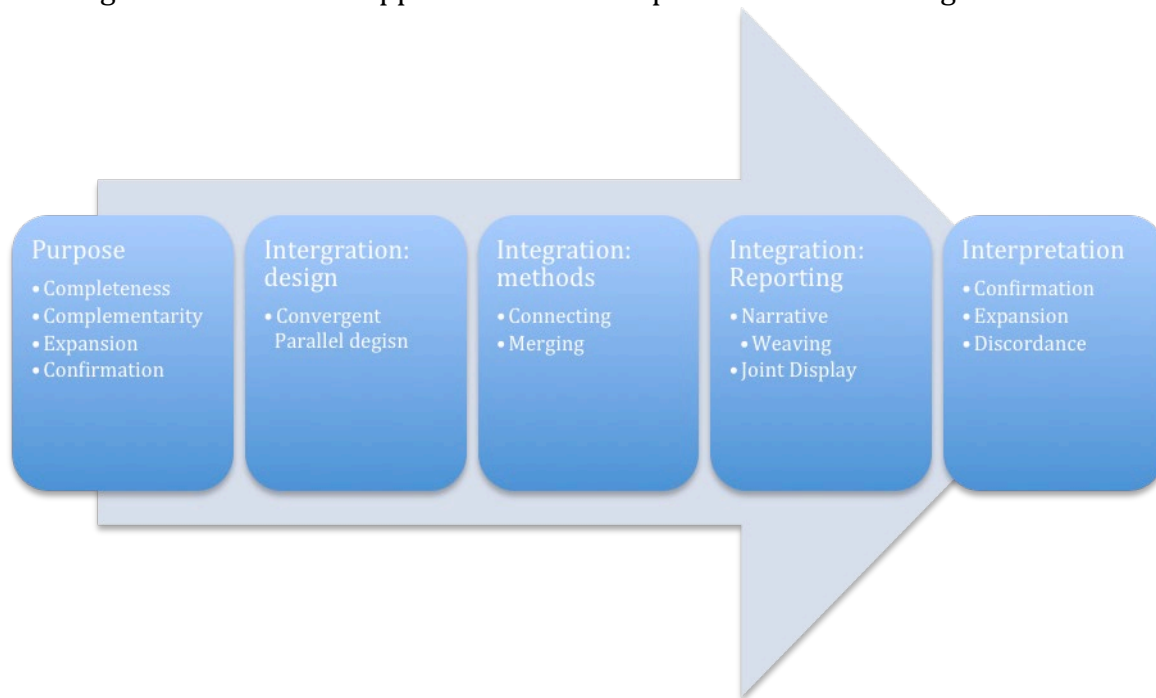 Purpose
• Completeness
• Complementarity
• Expansion
• Confirmation
Intergration:
design
• Convergent
Parallel degisn
Integration:
methods
• Connecting
• Merging
Integration:
Reporting
• Narrative
• Weaving
• Joint Display
Interpretation
• Confirmation
• Expansion
• Discordance